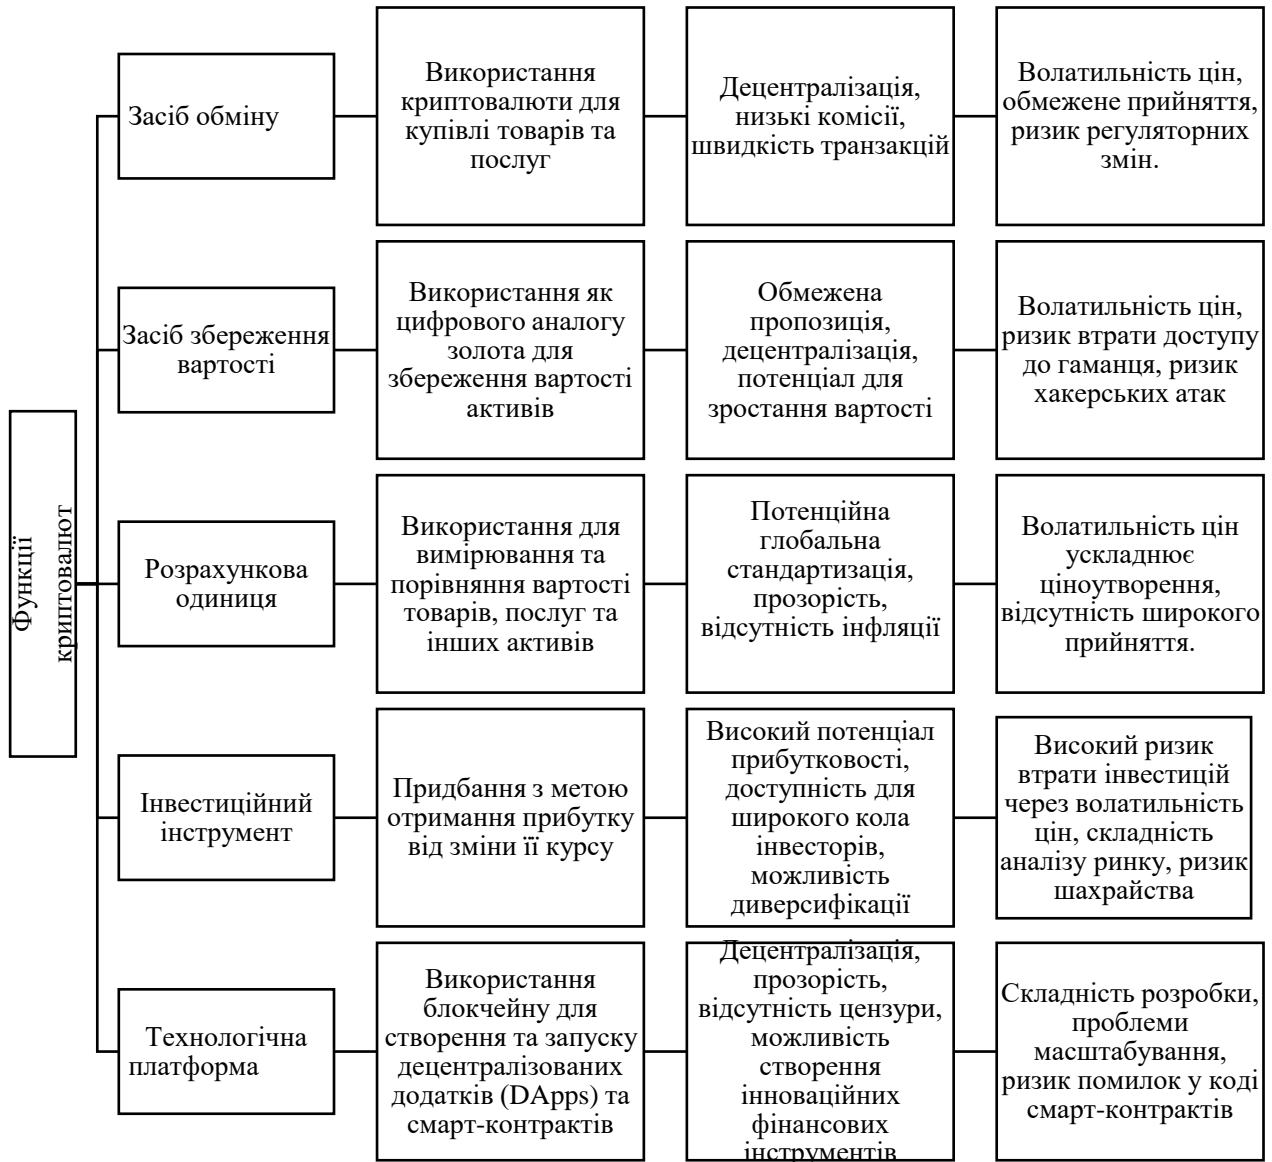 Функції
криптовалют
Засіб обміну
Використання
криптовалюти для
купівлі товарів та
послуг
Децентралізація,
низькі комісії,
швидкість транзакцій
Волатильність цін,
обмежене прийняття,
ризик регуляторних
змін.
Засіб збереження
вартості
Використання як
цифрового аналогу
золота для
збереження вартості
активів
Обмежена
пропозиція,
децентралізація,
потенціал для
зростання вартості
Волатильність цін,
ризик втрати доступу
до гаманця, ризик
хакерських атак
Розрахункова
одиниця
Використання для
вимірювання та
порівняння вартості
товарів, послуг та
інших активів
Потенційна
глобальна
стандартизація,
прозорість,
відсутність інфляції
Волатильність цін
ускладнює
ціноутворення,
відсутність широкого
прийняття.
Інвестиційний
інструмент
Придбання з метою
отримання прибутку
від зміни її курсу
Високий потенціал
прибутковості,
доступність для
широкого кола
інвесторів,
можливість
диверсифікації
Високий ризик
втрати інвестицій
через волатильність
цін, складність
аналізу ринку, ризик
шахрайства
Технологічна
платформа
Використання
блокчейну для
створення та запуску
децентралізованих
додатків (DApps) та
смарт-контрактів
Децентралізація,
прозорість,
відсутність цензури,
можливість
створення
інноваційних
фінансових
інструментів
Складність розробки,
проблеми
масштабування,
ризик помилок у коді
смарт-контрактів